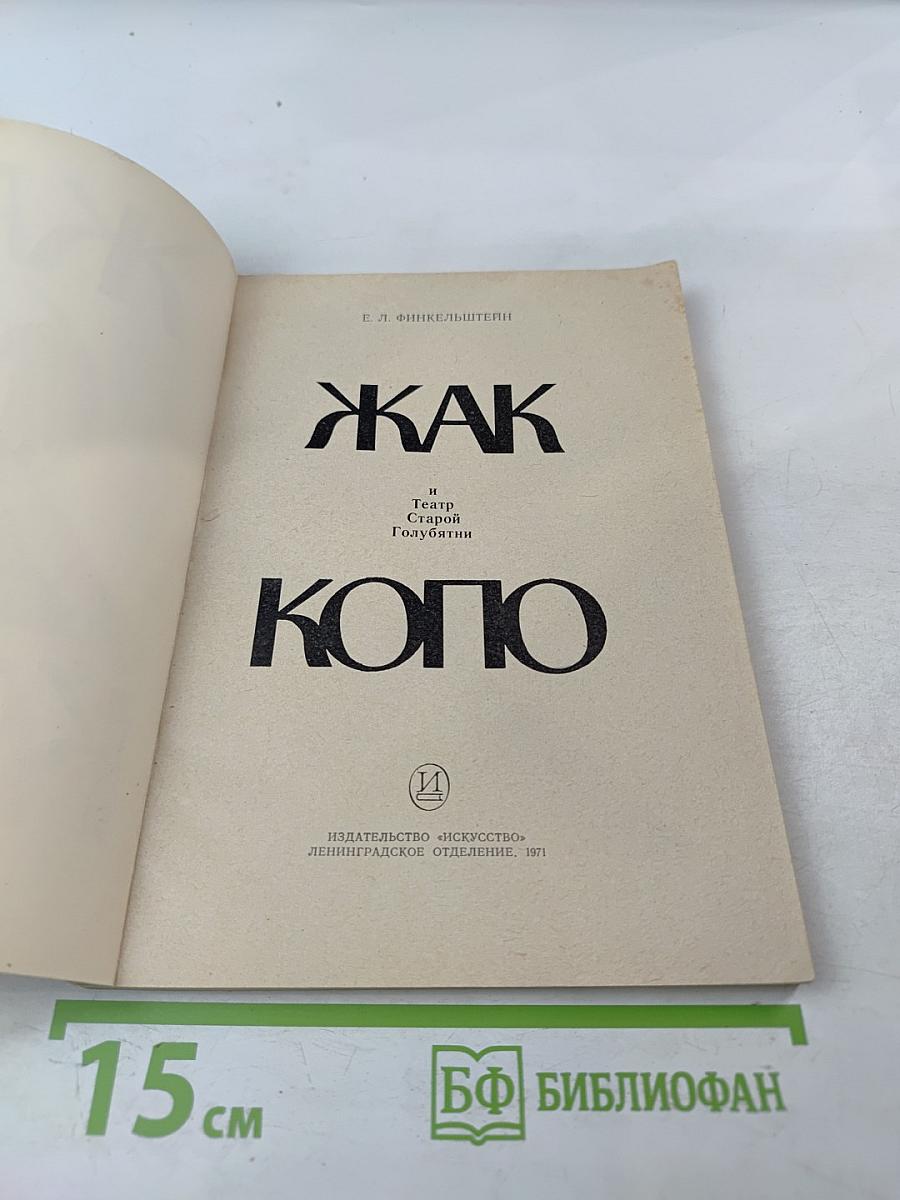 Е. Л. ФИНКЕЛЬШТЕЙН
ЖАК
и
Театр
Старой
Голубятни
КОПО
И
ИЗДАТЕЛЬСТВО «ИСКУССТВО»
ЛЕНИНГРАДСКОЕ ОТДЕЛЕНИЕ, 1971
15 см
БФ БИБЛИОФАН